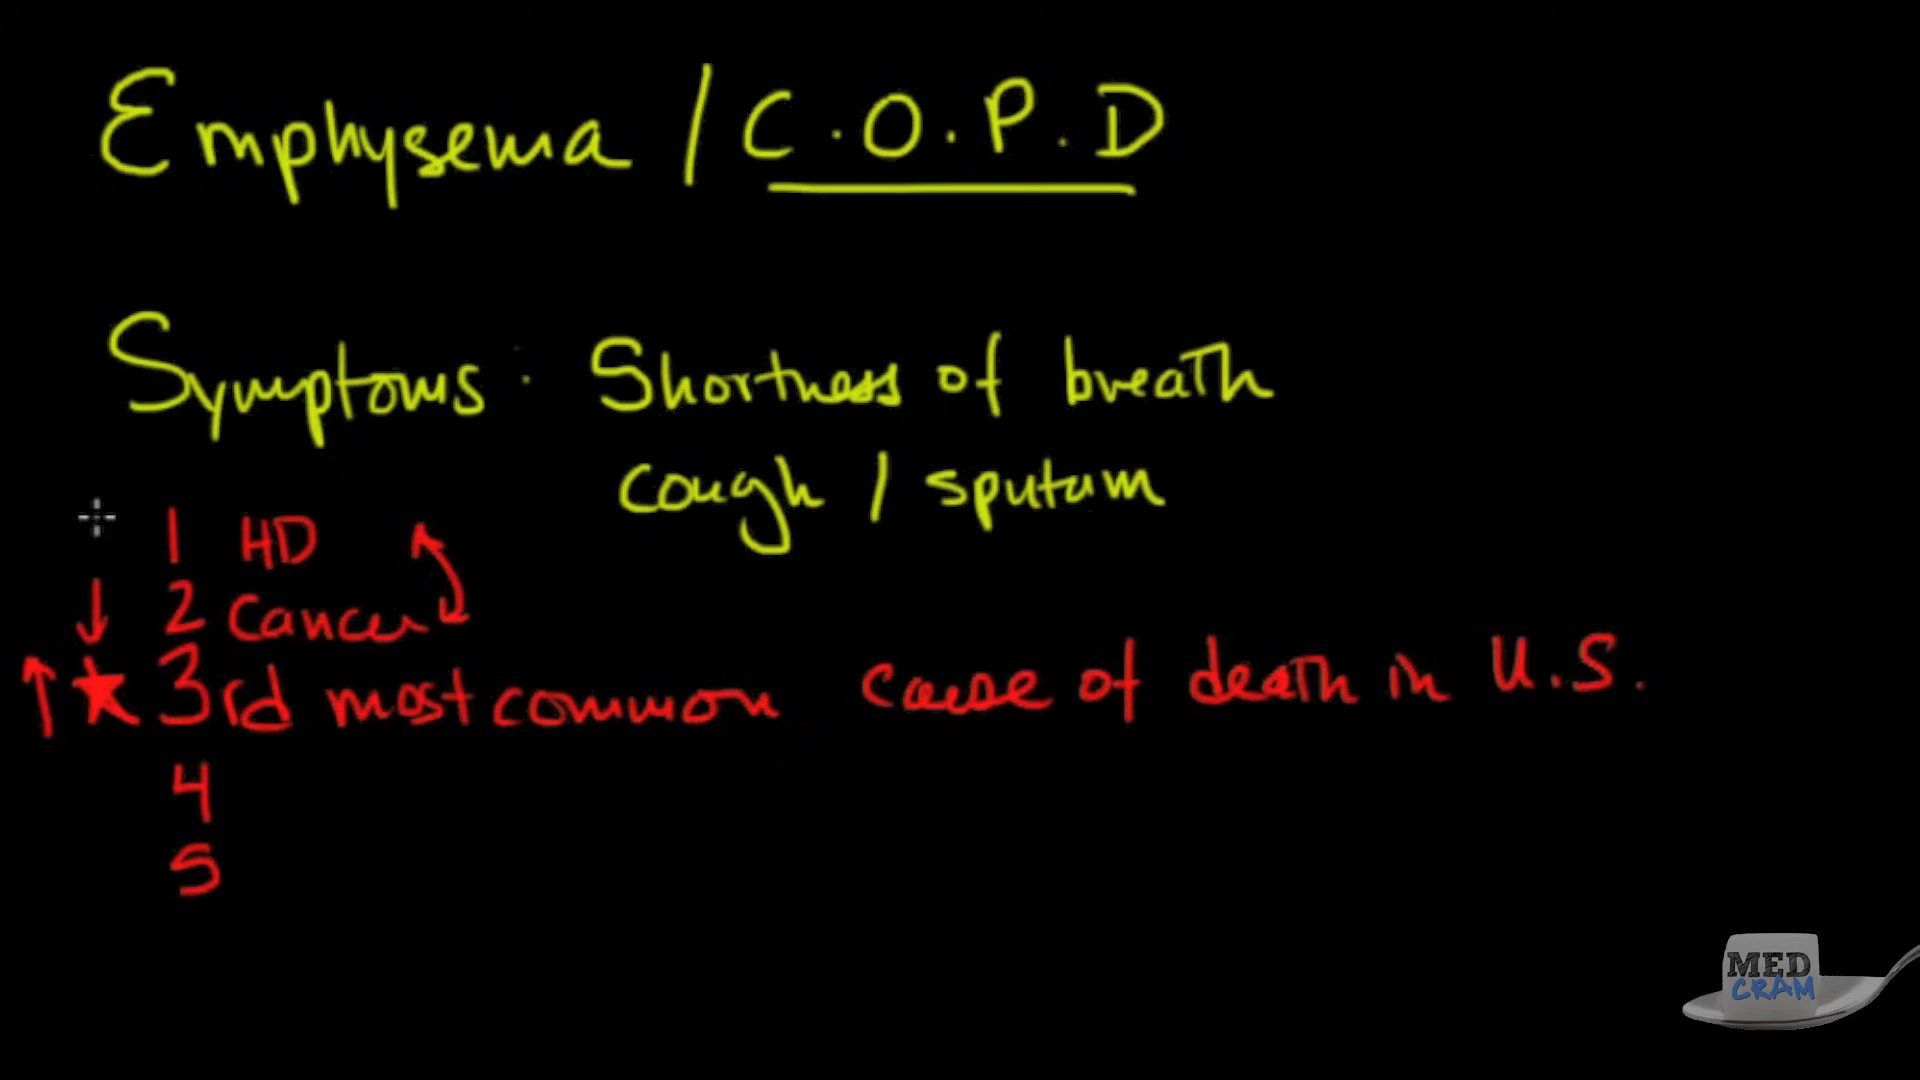 Emphysema / C.O.P.D
Symptoms: Shortness of breath
cough / sputum
1 HD
2 Cancer
3rd most common cause of death in U.S.
4
5
MED
CRAM